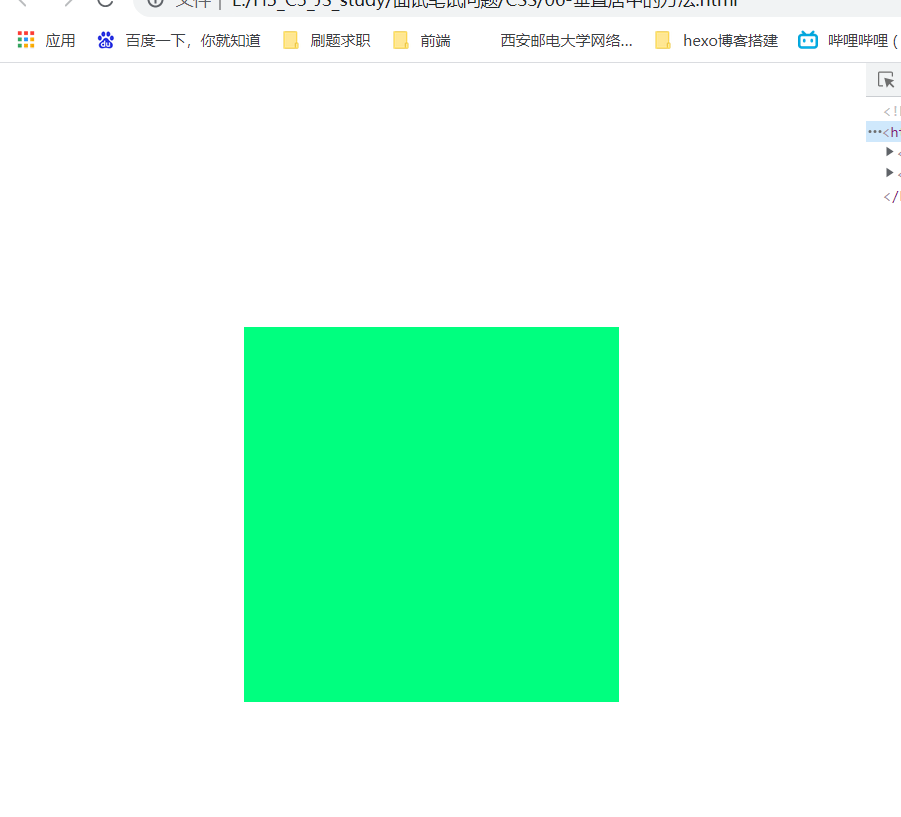 文件 | E:/H5_C3_JS_study/面试笔试问题/CSS/06-垂直居中的方法.html
应用 百度一下，你就知道 刷题求职 前端 西安邮电大学网络... hexo博客搭建 哔哩哔哩 (
<!
···<h
</